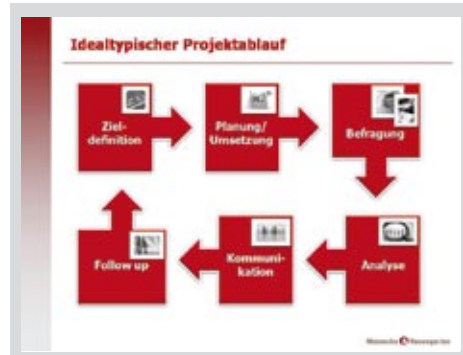 Idealtypischer Projektablauf
Ziel-
definition
Planung/
Umsetzung
Befragung
Follow up
Kommuni-
kation
Analyse